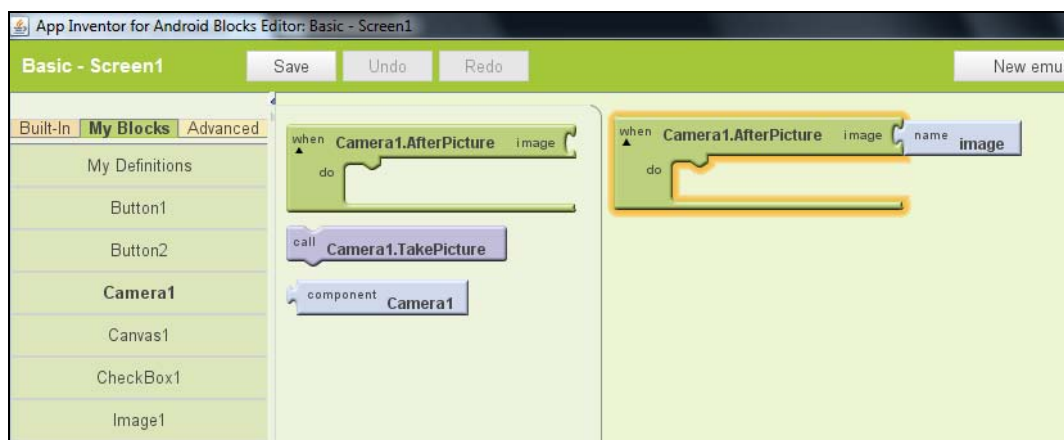 App Inventor for Android Blocks Editor: Basic - Screen1
Basic - Screen1 Save Undo Redo New emu
Built-In My Blocks Advanced
My Definitions
Button1
Button2
Camera1
Canvas1
CheckBox1
Image1
when Camera1.AfterPicture image
do
call Camera1.TakePicture
component Camera1
when Camera1.AfterPicture image name image
do